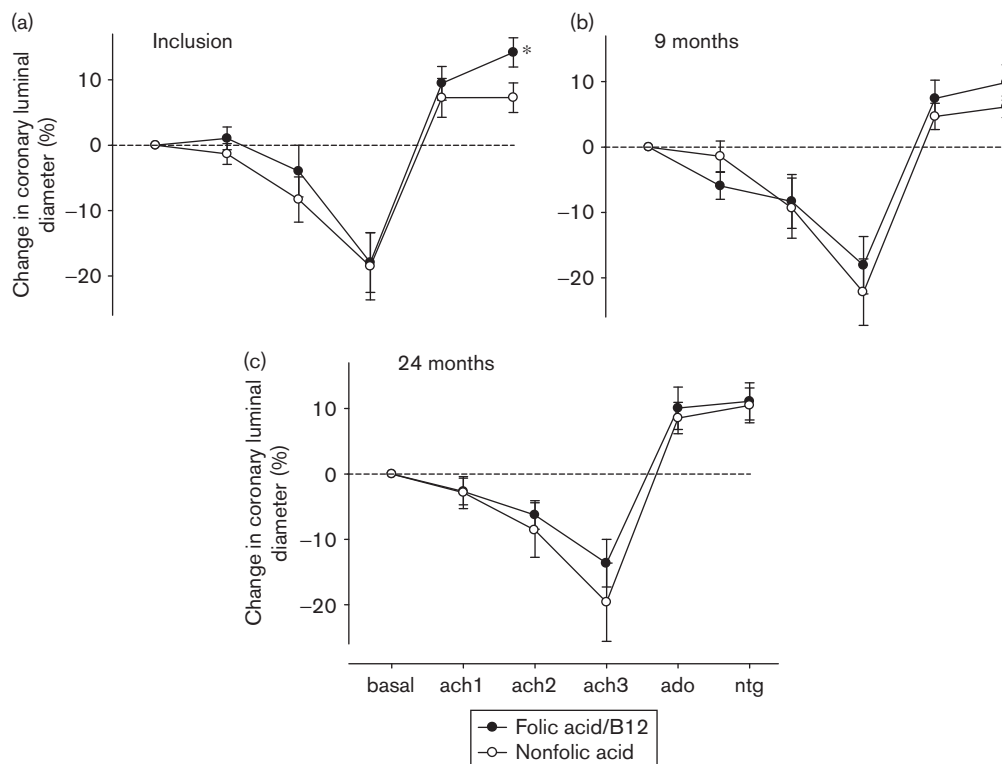 (a)
Inclusion
Change in coronary luminal
diameter (%)
10
0
−10
−20
*
(b)
9 months
10
0
−10
−20
(c)
24 months
Change in coronary luminal
diameter (%)
10
0
−10
−20
basal ach1 ach2 ach3 ado ntg
Folic acid/B12
Nonfolic acid